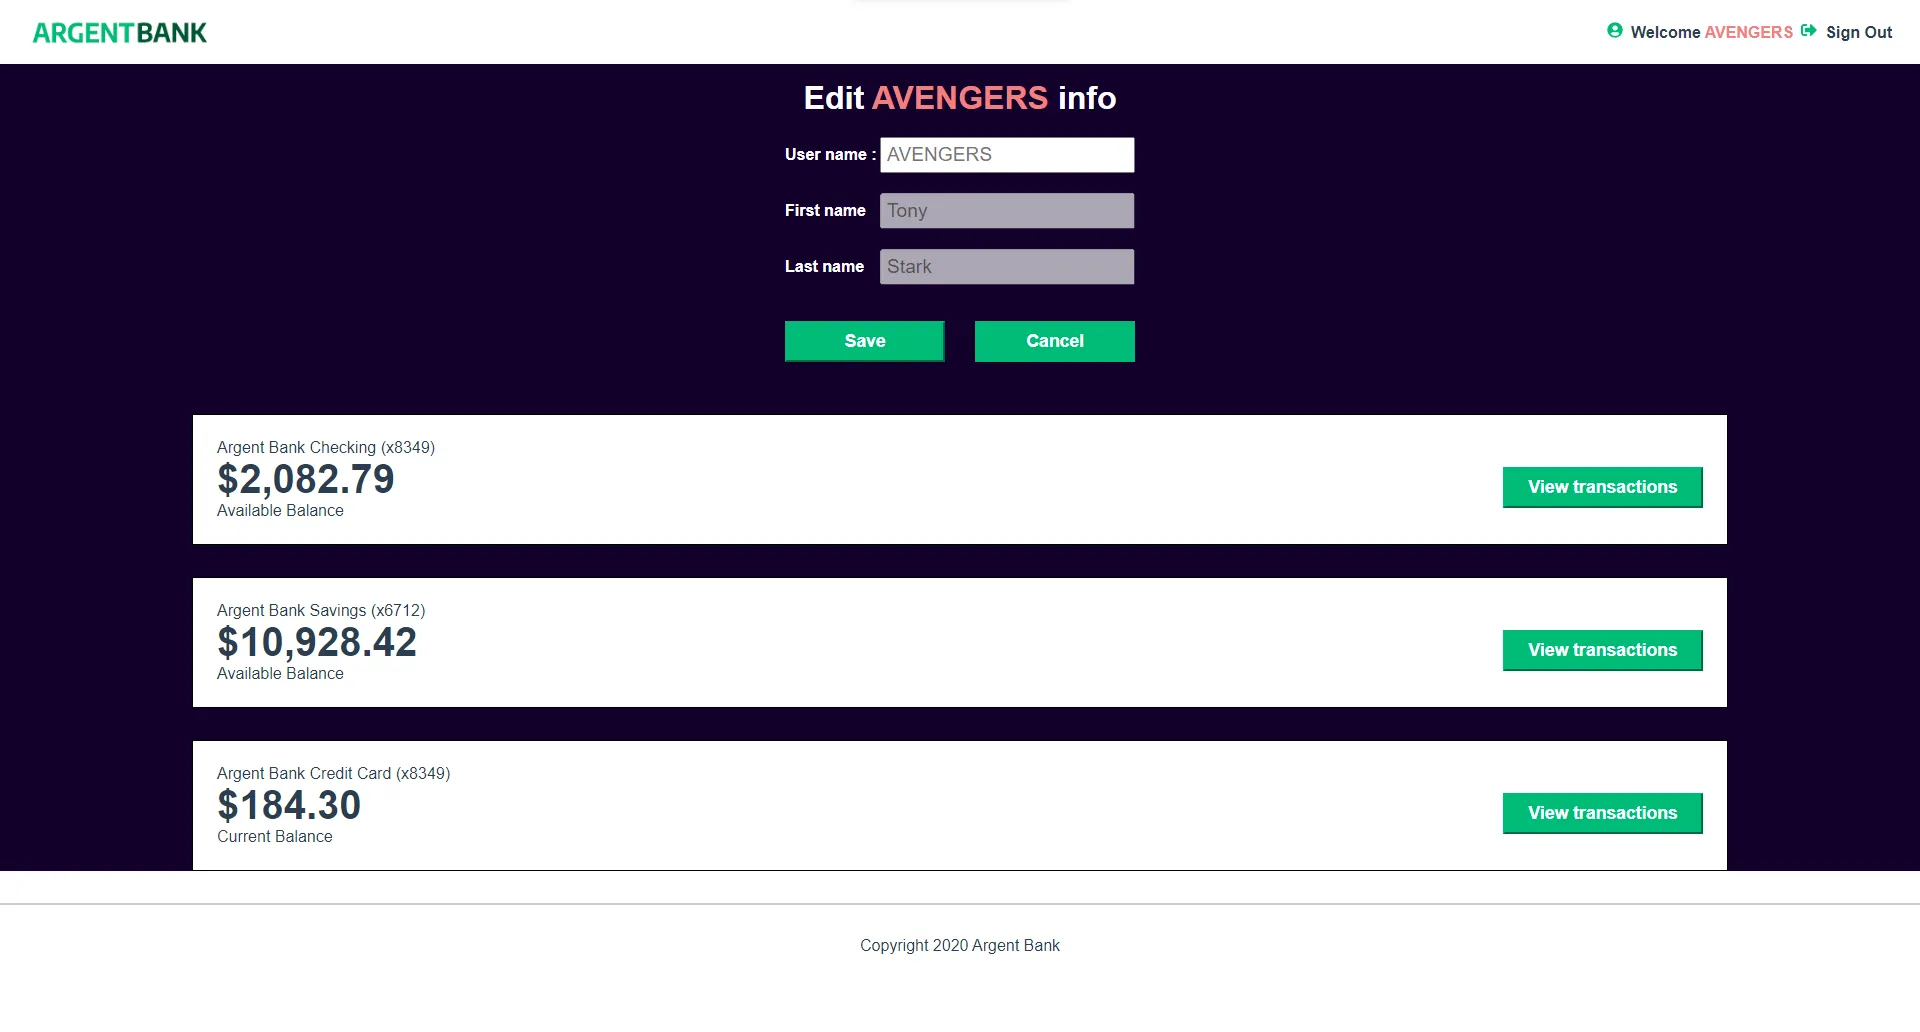 ARGENTBANK
Welcome AVENGERS Sign Out
Edit AVENGERS info
User name : AVENGERS
First name Tony
Last name Stark
Save Cancel
Argent Bank Checking (x8349)
$2,082.79
Available Balance
View transactions
Argent Bank Savings (x6712)
$10,928.42
Available Balance
View transactions
Argent Bank Credit Card (x8349)
$184.30
Current Balance
View transactions
Copyright 2020 Argent Bank